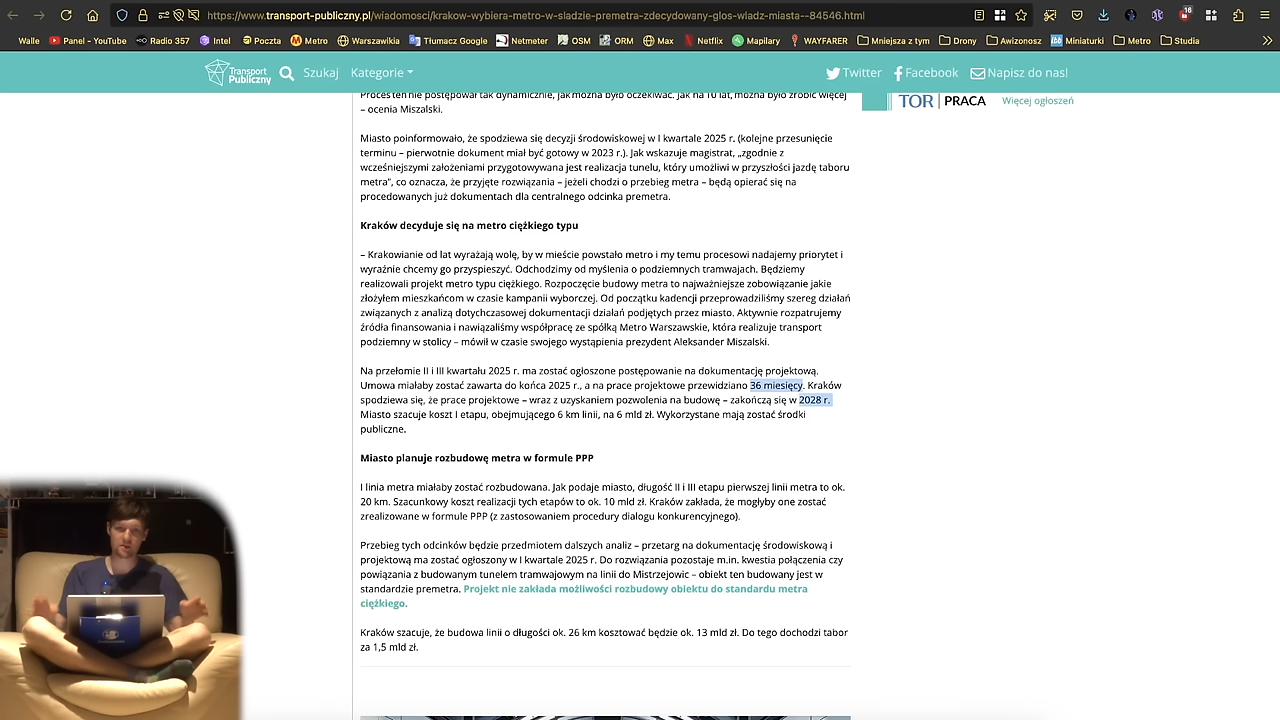 https://www.transport-publiczny.pl/wiadomosci/krakow-wybiera-metro-w-sladzie-premetra-zdecydowany-glos-wladz-miasta--84546.html
16
Walle Panel - YouTube Radio 357 Intel Poczta Metro Warszawikia Tłumacz Google Netmeter OSM ORM Max Netflix Mapilary WAYFARER Mniejsza z tym Drony Awizonosz Miniaturki Metro Studia
Transport Publiczny Szukaj Kategorie Twitter Facebook Napisz do nas!
Proces ten nie postępował tak dynamicznie, jak można było oczekiwać. Jak na 10 lat, można było zrobić więcej
– ocenia Miszalski.
TOR | PRACA Więcej ogłoszeń
Miasto poinformowało, że spodziewa się decyzji środowiskowej w I kwartale 2025 r. (kolejne przesunięcie
terminu – pierwotnie dokument miał być gotowy w 2023 r.). Jak wskazuje magistrat, „zgodnie z
wcześniejszymi założeniami przygotowywana jest realizacja tunelu, który umożliwi w przyszłości jazdę taboru
metra”, co oznacza, że przyjęte rozwiązania – jeżeli chodzi o przebieg metra – będą opierać się na
procedowanych już dokumentach dla centralnego odcinka premetra.
Kraków decyduje się na metro ciężkiego typu
– Krakowianie od lat wyrażają wolę, by w mieście powstało metro i my temu procesowi nadajemy priorytet i
wyraźnie chcemy go przyspieszyć. Odchodzimy od myślenia o podziemnych tramwajach. Będziemy
realizowali projekt metro typu ciężkiego. Rozpoczęcie budowy metra to najważniejsze zobowiązanie jakie
złożyłem mieszkańcom w czasie kampanii wyborczej. Od początku kadencji przeprowadziliśmy szereg działań
związanych z analizą dotychczasowej dokumentacji działań podjętych przez miasto. Aktywnie rozpatrujemy
źródła finansowania i nawiązaliśmy współpracę ze spółką Metro Warszawskie, która realizuje transport
podziemny w stolicy – mówił w czasie swojego wystąpienia prezydent Aleksander Miszalski.
Na przełomie II i III kwartału 2025 r. ma zostać ogłoszone postępowanie na dokumentację projektową.
Umowa miałaby zostać zawarta do końca 2025 r., a na prace projektowe przewidziano 36 miesięcy. Kraków
spodziewa się, że prace projektowe – wraz z uzyskaniem pozwolenia na budowę – zakończą się w 2028 r.
Miasto szacuje koszt I etapu, obejmującego 6 km linii, na 6 mld zł. Wykorzystane mają zostać środki
publiczne.
Miasto planuje rozbudowę metra w formule PPP
I linia metra miałaby zostać rozbudowana. Jak podaje miasto, długość II i III etapu pierwszej linii metra to ok.
20 km. Szacunkowy koszt realizacji tych etapów to ok. 10 mld zł. Kraków zakłada, że mogłyby one zostać
zrealizowane w formule PPP (z zastosowaniem procedury dialogu konkurencyjnego).
Przebieg tych odcinków będzie przedmiotem dalszych analiz – przetarg na dokumentację środowiskową i
projektową ma zostać ogłoszony w I kwartale 2025 r. Do rozwiązania pozostaje m.in. kwestia połączenia czy
powiązania z budowanym tunelem tramwajowym na linii do Mistrzejowic – obiekt ten budowany jest w
standardzie premetra. Projekt nie zakłada możliwości rozbudowy obiektu do standardu metra
ciężkiego.
Kraków szacuje, że budowa linii o długości ok. 26 km kosztować będzie ok. 13 mld zł. Do tego dochodzi tabor
za 1,5 mld zł.